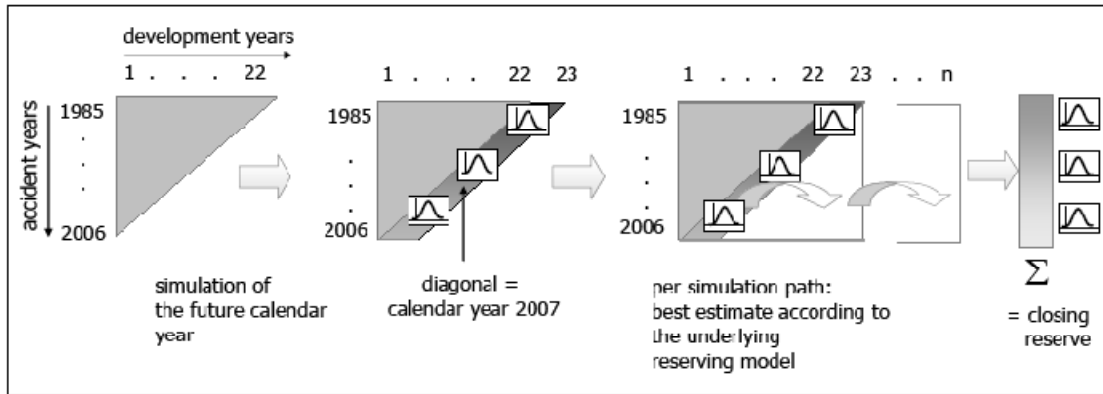 development years
1 . . . 22
accident years
1985
.
.
.
2006
simulation of
the future calendar
year
1 . . . 22 23
1985
.
.
.
2006
diagonal =
calendar year 2007
1 . . . 22 23 . . n
1985
.
.
.
2006
per simulation path:
best estimate according to
the underlying
reserving model
Σ
= closing
reserve